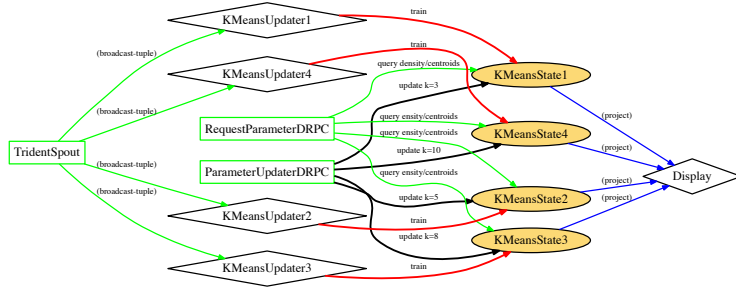 KMeansUpdater1
train
(broadcast-tuple)
query density/centroids
KMeansState1
train
KMeansUpdater4
(broadcast-tuple)
update k=3
(project)
query ensity/centroids
RequestParameterDRPC
KMeansState4
(project)
query ensity/centroids
TridentSpout
update k=10
(broadcast-tuple)
ParameterUpdaterDRPC
query ensity/centroids
(project)
Display
update k=5
KMeansState2
(broadcast-tuple)
KMeansUpdater2
train
(project)
update k=8
KMeansState3
KMeansUpdater3
train